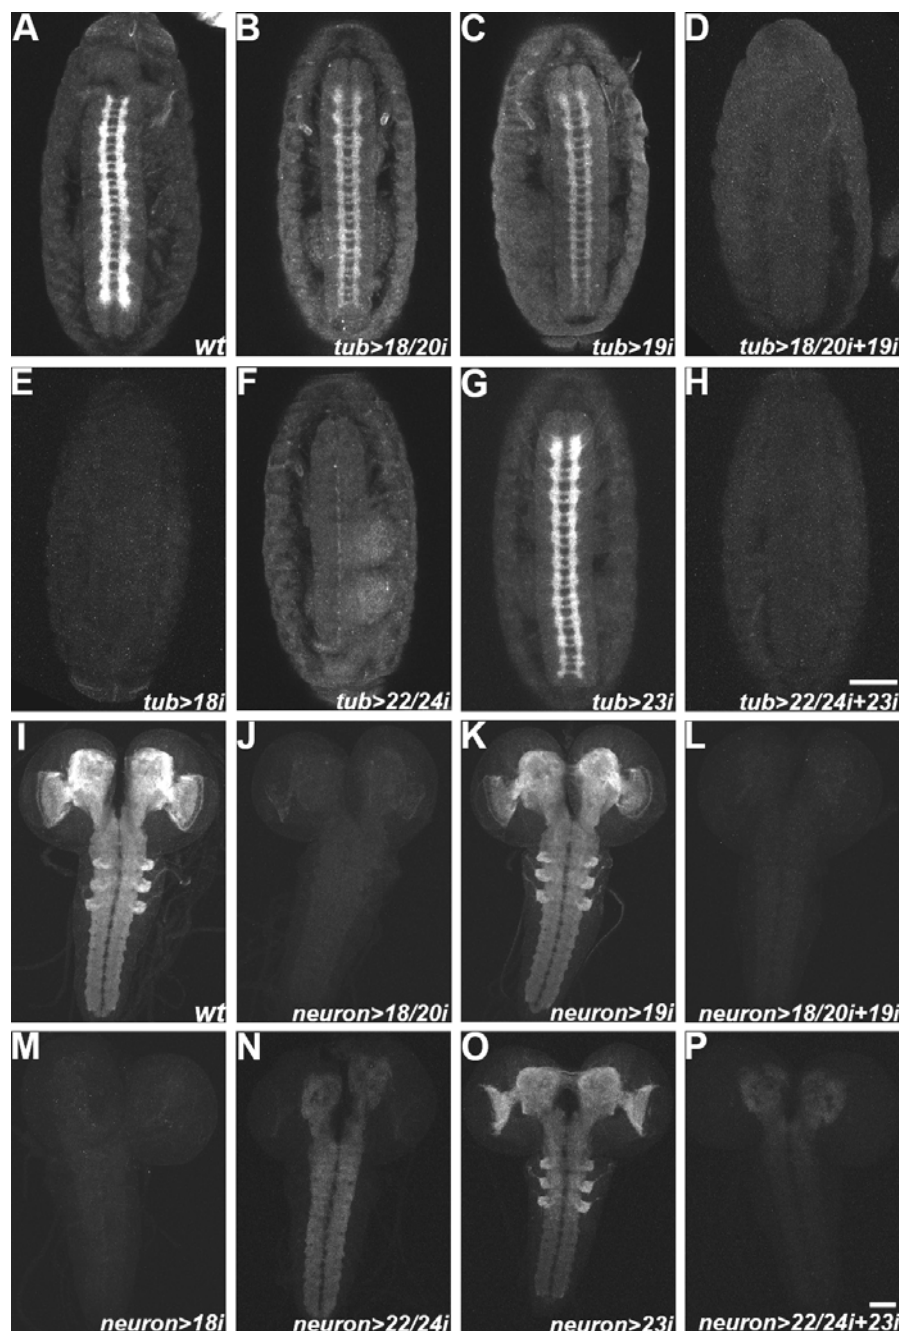 A B C D
wt tub>18/20i tub>19i tub>18/20i+19i
E F G H
tub>18i tub>22/24i tub>23i tub>22/24i+23i
I J K L
wt neuron>18/20i neuron>19i neuron>18/20i+19i
M N O P
neuron>18i neuron>22/24i neuron>23i neuron>22/24i+23i